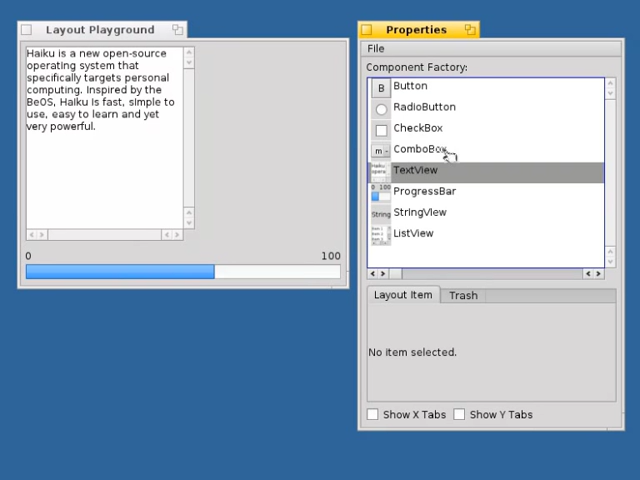 Layout Playground
Haiku is a new open-source
operating system that
specifically targets personal
computing. Inspired by the
BeOS, Haiku is fast, simple to
use, easy to learn and yet
very powerful.
0
100
Properties
File
Component Factory:
B
Button
RadioButton
CheckBox
m
ComboBox
TextView
0 100
ProgressBar
String
StringView
ListView
Layout Item
Trash
No item selected.
Show X Tabs
Show Y Tabs